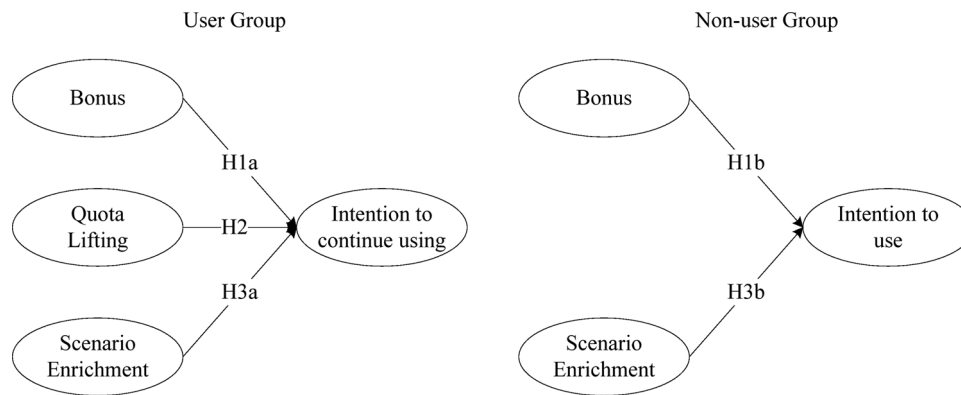 User Group
Bonus
H1a
Quota
Lifting
H2
Intention to
continue using
H3a
Scenario
Enrichment
Non-user Group
Bonus
H1b
Intention to
use
H3b
Scenario
Enrichment